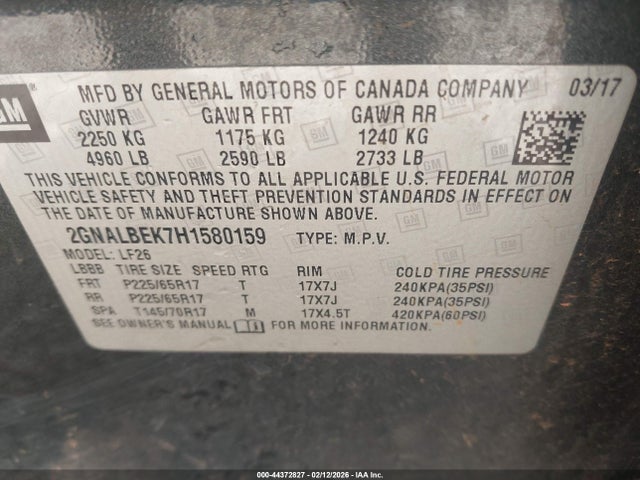 GM
MFD BY GENERAL MOTORS OF CANADA COMPANY 03/17
GVWR GAWR FRT GAWR RR
2250 KG 1175 KG 1240 KG
4960 LB 2590 LB 2733 LB
THIS VEHICLE CONFORMS TO ALL APPLICABLE U.S. FEDERAL MOTOR
VEHICLE SAFETY AND THEFT PREVENTION STANDARDS IN EFFECT ON
THE DATE OF MANUFACTURE SHOWN ABOVE.
2GNALBEK7H1580159 TYPE: M.P.V.
MODEL: LF26
LBBB TIRE SIZE SPEED RTG RIM COLD TIRE PRESSURE
FRT P225/65R17 T 17X7J 240KPA(35PSI)
RR P225/65R17 T 17X7J 240KPA(35PSI)
SPA T145/70R17 M 17X4.5T 420KPA(60PSI)
SEE OWNER'S MANUAL FOR MORE INFORMATION.
000-44372827 - 02/12/2026 - IAA Inc.